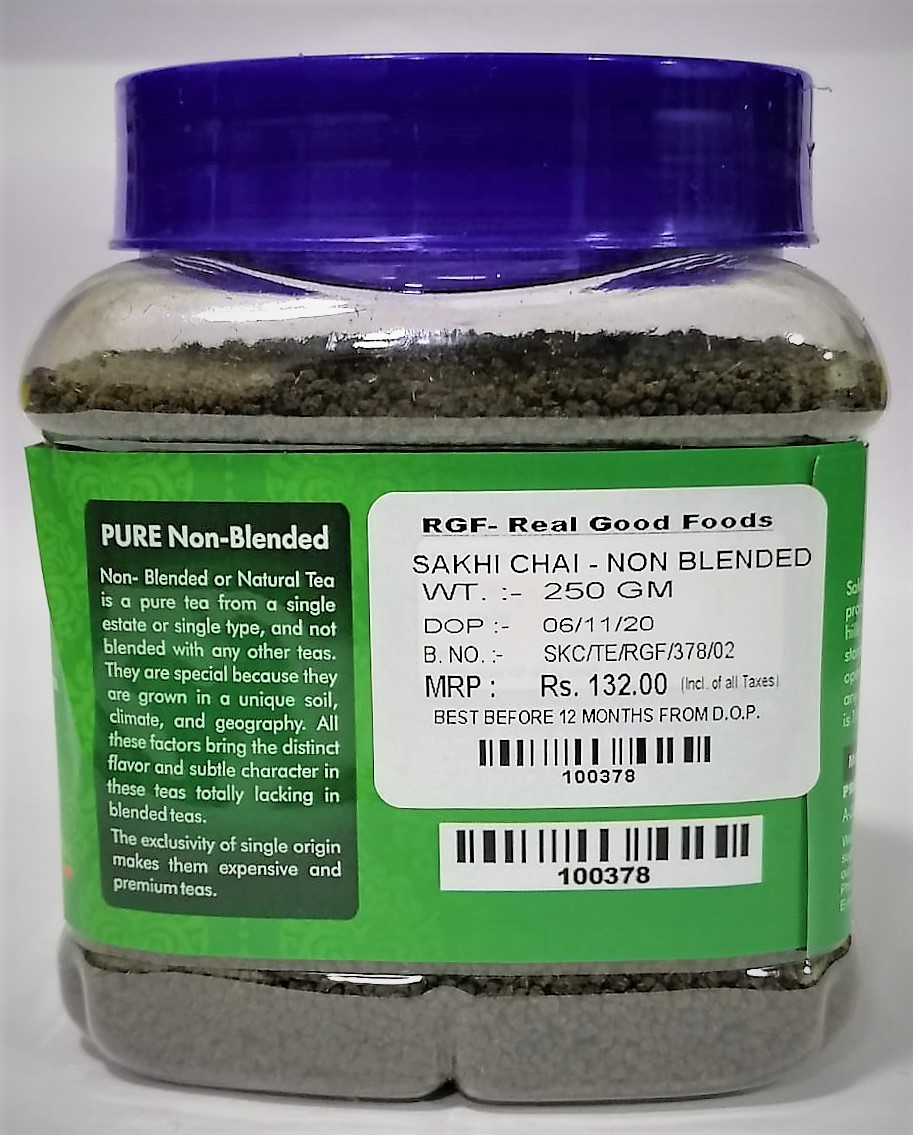 PURE Non-Blended
Non- Blended or Natural Tea
is a pure tea from a single
estate or single type, and not
blended with any other teas.
They are special because they
are grown in a unique soil,
climate, and geography. All
these factors bring the distinct
flavor and subtle character in
these teas totally lacking in
blended teas.
The exclusivity of single origin
makes them expensive and
premium teas.
RGF- Real Good Foods
SAKHI CHAI - NON BLENDED
WT. :- 250 GM
DOP :- 06/11/20
B. NO. :- SKC/TE/RGF/378/02
MRP : Rs. 132.00 (Incl. of all Taxes)
BEST BEFORE 12 MONTHS FROM D.O.P.
100378
100378